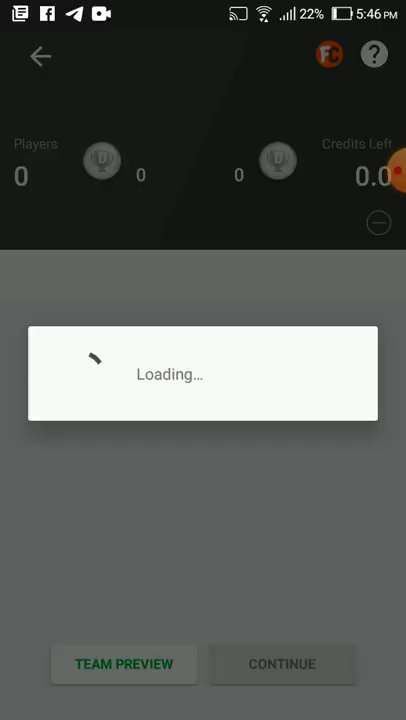 22% 5:46 PM
FC ?
Players Credits Left
0 D 0 0 D 0.0
Loading...
TEAM PREVIEW CONTINUE